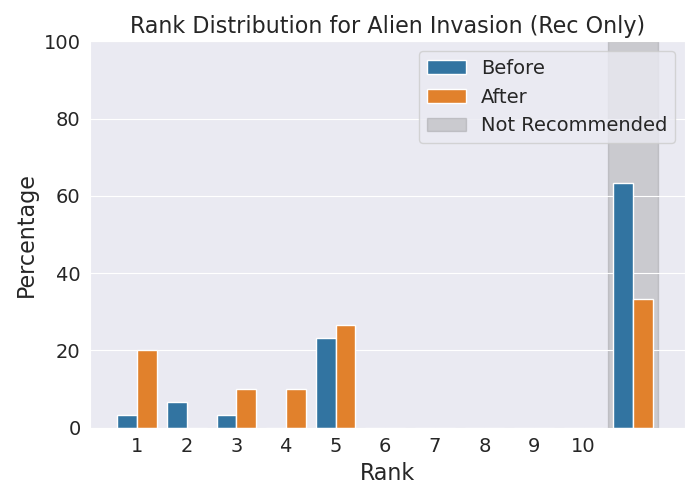 Rank Distribution for Alien Invasion (Rec Only)
100
80
60
40
20
0
Percentage
Before
After
Not Recommended
1 2 3 4 5 6 7 8 9 10
Rank